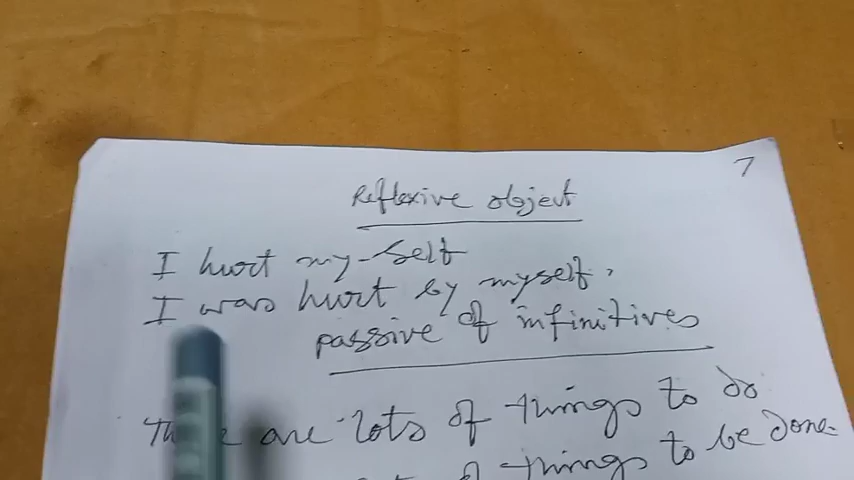 7
Reflexive object
I hurt my-self
I was hurt by myself.
passive of infinitives
are lots of things to do
of things to be done.